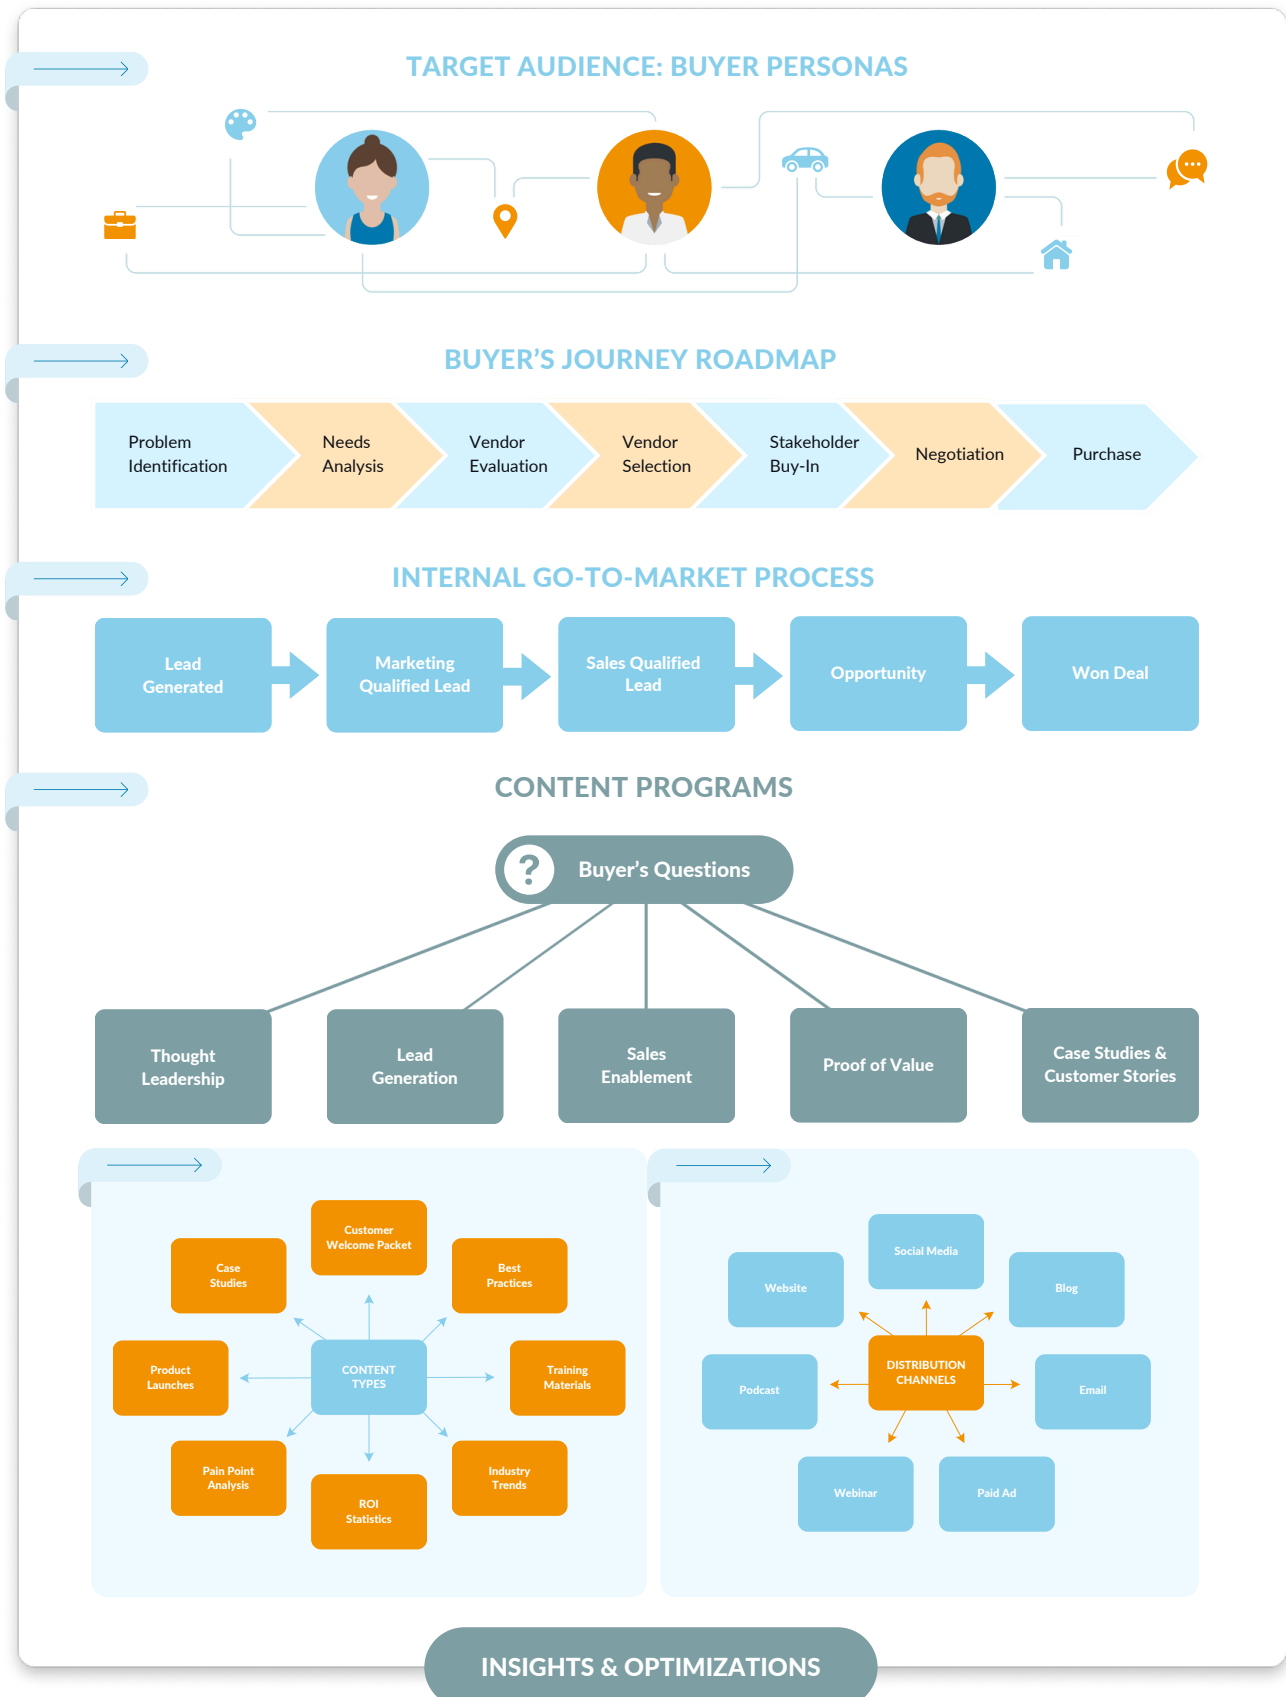 TARGET AUDIENCE: BUYER PERSONAS
BUYER'S JOURNEY ROADMAP
Problem
Identification
Needs
Analysis
Vendor
Evaluation
Vendor
Selection
Stakeholder
Buy-In
Negotiation
Purchase
INTERNAL GO-TO-MARKET PROCESS
Lead
Generated
Marketing
Qualified Lead
Sales Qualified
Lead
Opportunity
Won Deal
CONTENT PROGRAMS
?
Buyer's Questions
Thought
Leadership
Lead
Generation
Sales
Enablement
Proof of Value
Case Studies &
Customer Stories
Customer
Welcome Packet
Case
Studies
Best
Practices
Product
Launches
CONTENT
TYPES
Training
Materials
Pain Point
Analysis
ROI
Statistics
Industry
Trends
Social Media
Website
Blog
Podcast
DISTRIBUTION
CHANNELS
Email
Webinar
Paid Ad
INSIGHTS & OPTIMIZATIONS